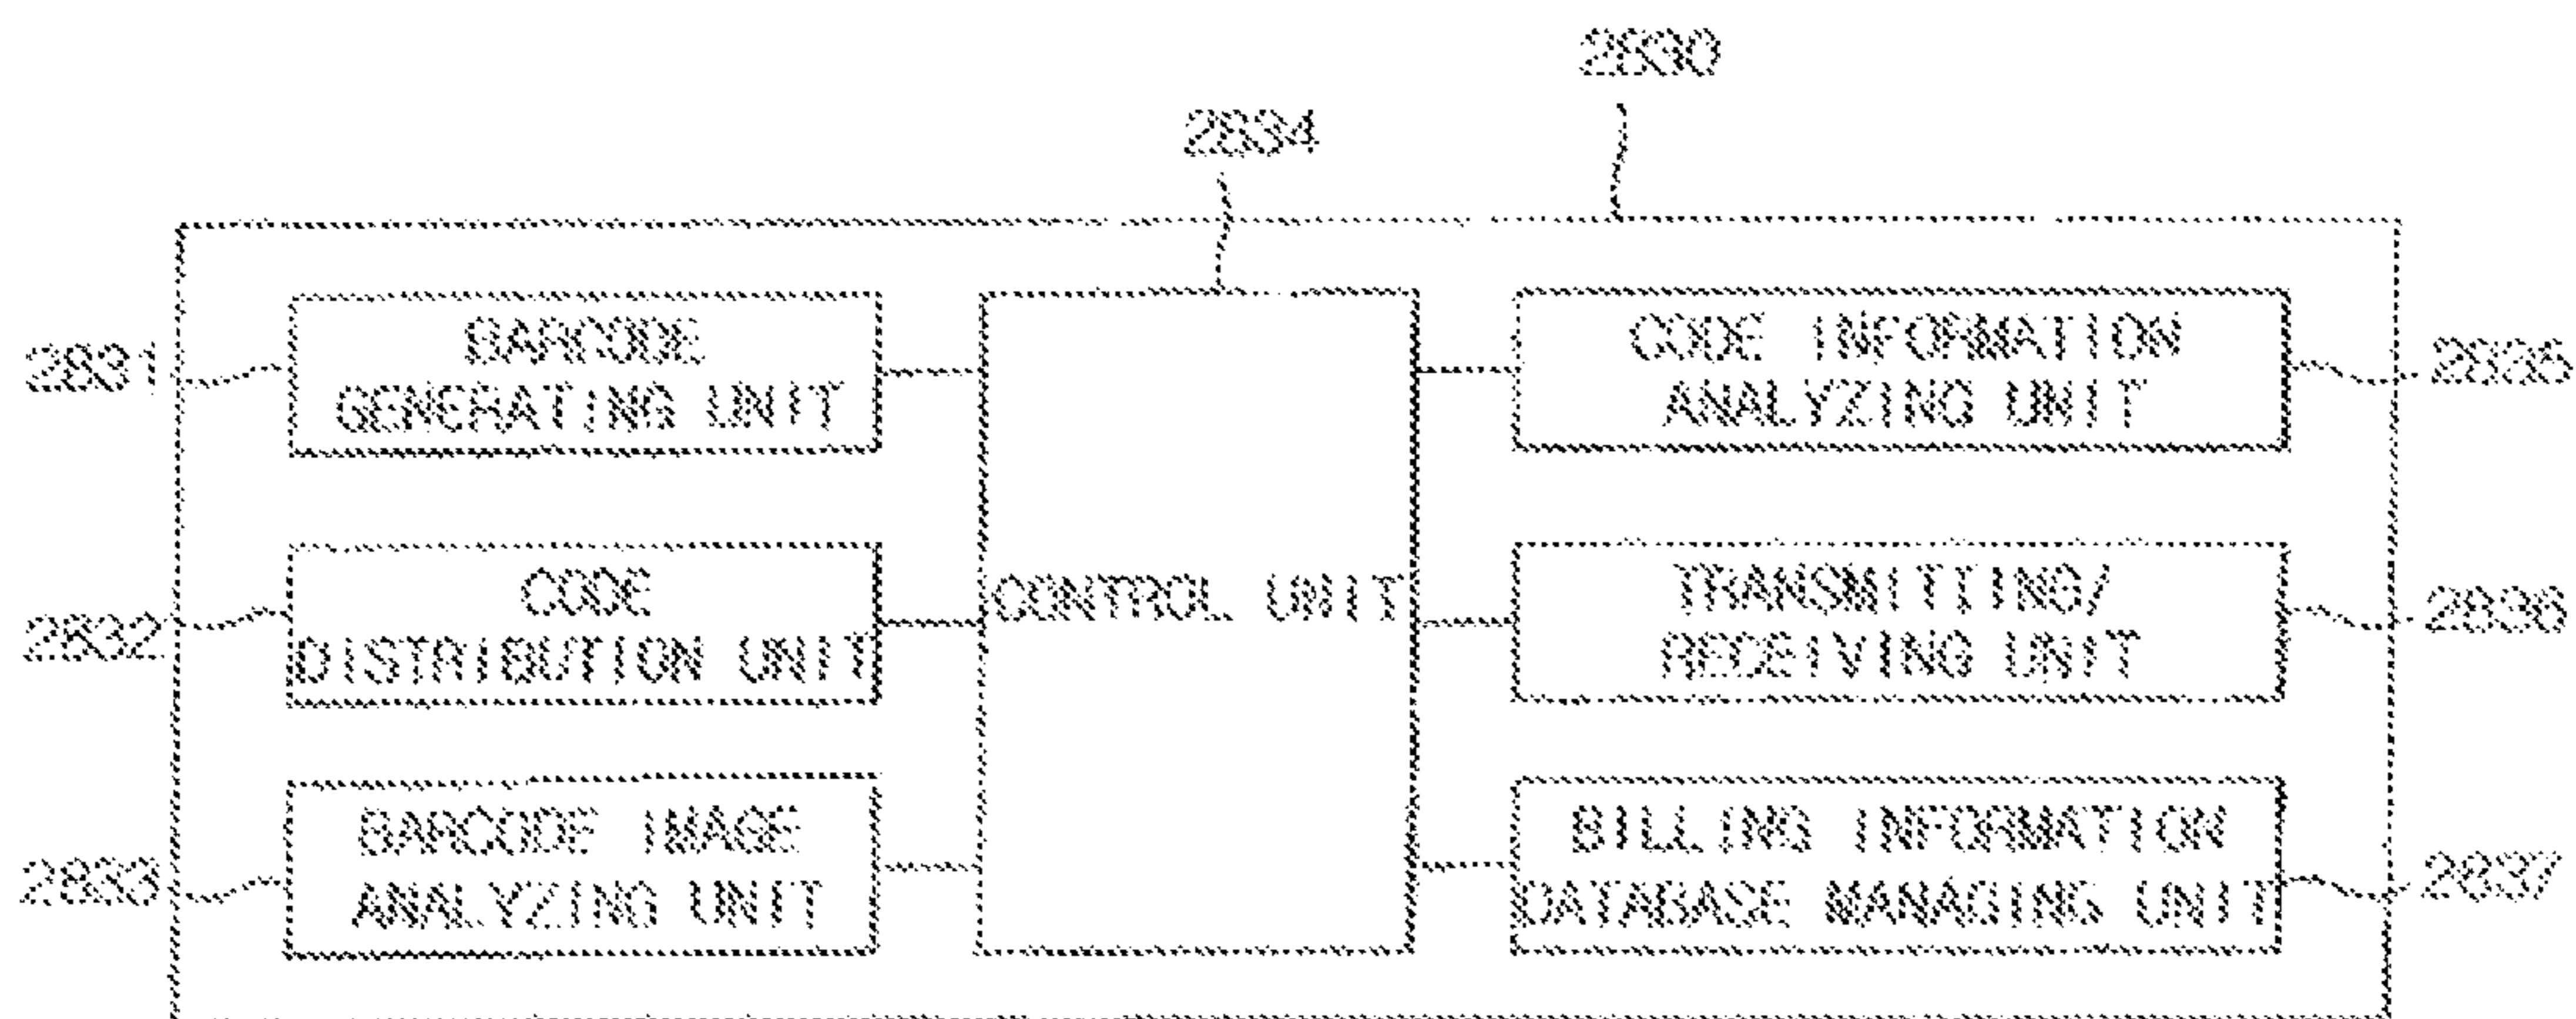 2830
2834
2831
BARCODE
GENERATING UNIT
CODE INFORMATION
ANALYZING UNIT
2835
2832
CODE
DISTRIBUTION UNIT
CONTROL UNIT
TRANSMITTING/
RECEIVING UNIT
2836
2833
BARCODE IMAGE
ANALYZING UNIT
BILLING INFORMATION
DATABASE MANAGING UNIT
2837